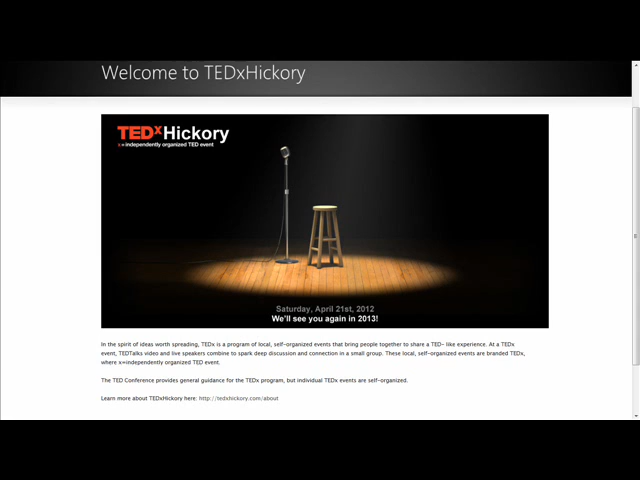 Welcome to TEDxHickory
TEDxHickory
x=independently organized TED event
Saturday, April 21st, 2012
We'll see you again in 2013!
In the spirit of ideas worth spreading, TEDx is a program of local, self-organized events that bring people together to share a TED- like experience. At a TEDx
event, TEDTalks video and live speakers combine to spark deep discussion and connection in a small group. These local, self-organized events are branded TEDx,
where x=independently organized TED event.
The TED Conference provides general guidance for the TEDx program, but individual TEDx events are self-organized.
Learn more about TEDxHickory here: http://tedxhickory.com/about